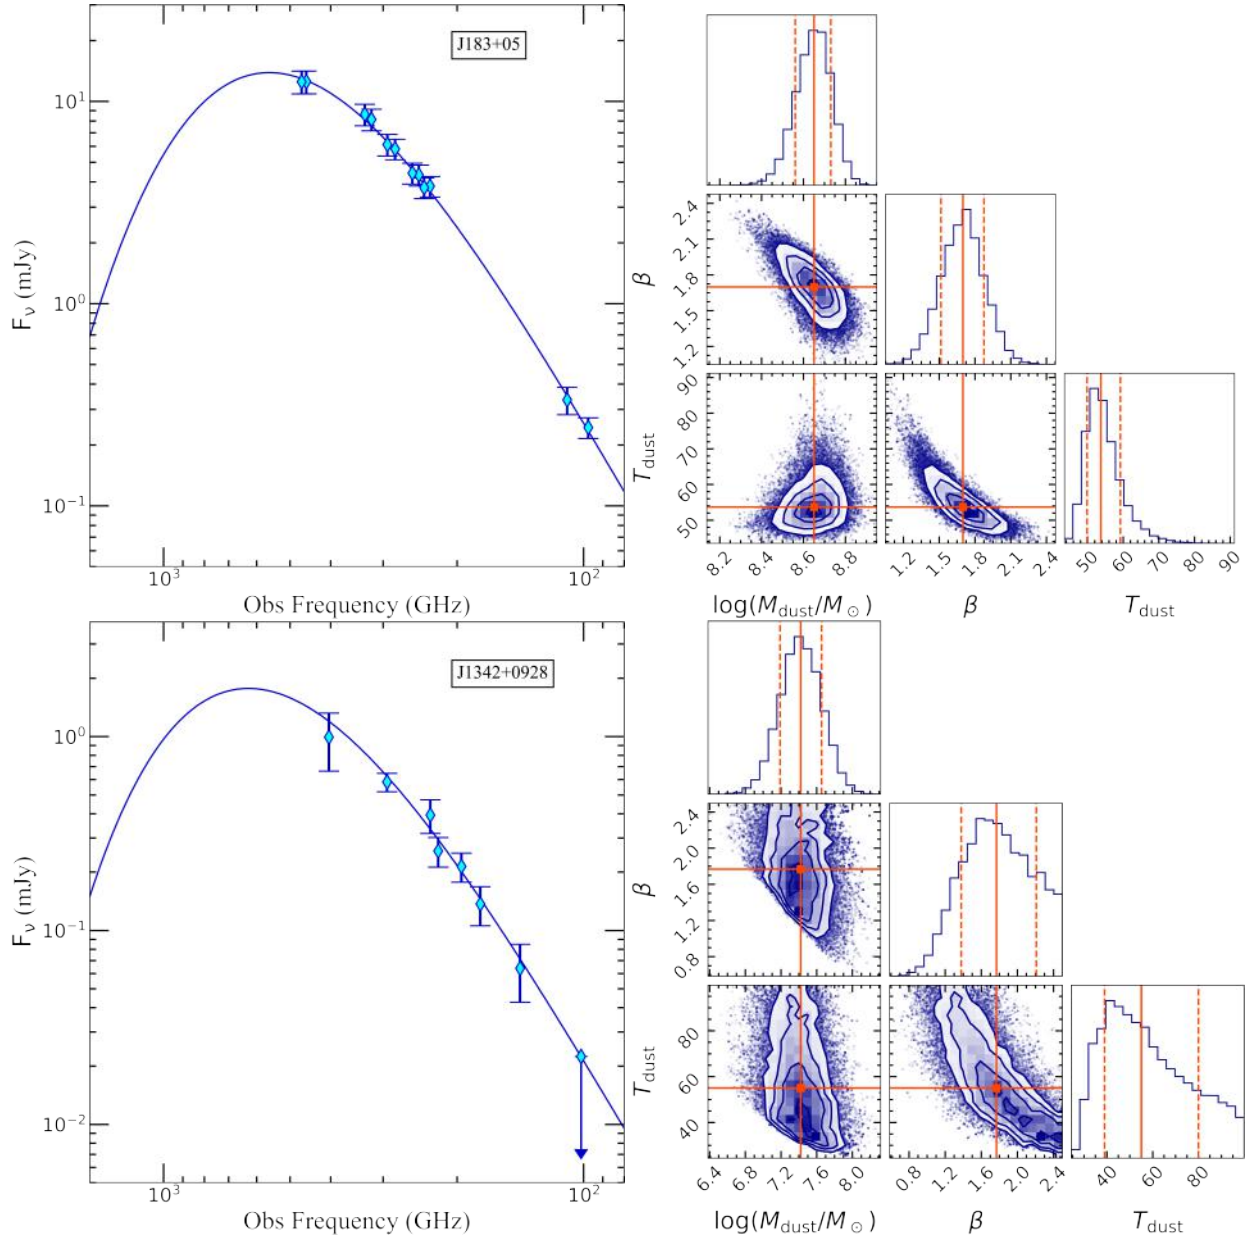 J183+05
10¹
10⁰
10⁻¹
F_ν (mJy)
10³
10²
Obs Frequency (GHz)
2.4
2.1
1.8
1.5
1.2
β
90
80
70
60
50
T_dust
8.2 8.4 8.6 8.8
1.2 1.5 1.8 2.1 2.4
50 60 70 80 90
log(M_dust/M_⊙)
β
T_dust
J1342+0928
10⁰
10⁻¹
10⁻²
F_ν (mJy)
10³
10²
Obs Frequency (GHz)
2.4
2.0
1.6
1.2
0.8
β
80
60
40
T_dust
6.4 6.8 7.2 7.6 8.0
0.8 1.2 1.6 2.0 2.4
40 60 80
log(M_dust/M_⊙)
β
T_dust